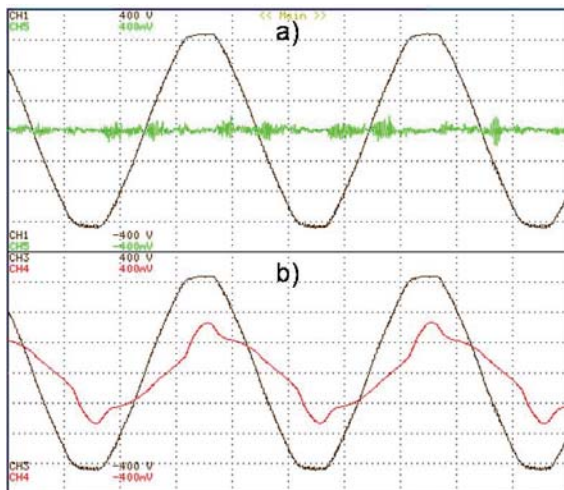 CH1 400 V << Main >>
CH5 400mV a)
CH1 -400 V
CH5 -400mV
CH3 400 V
CH4 400mV b)
CH3 -400 V
CH4 -400mV